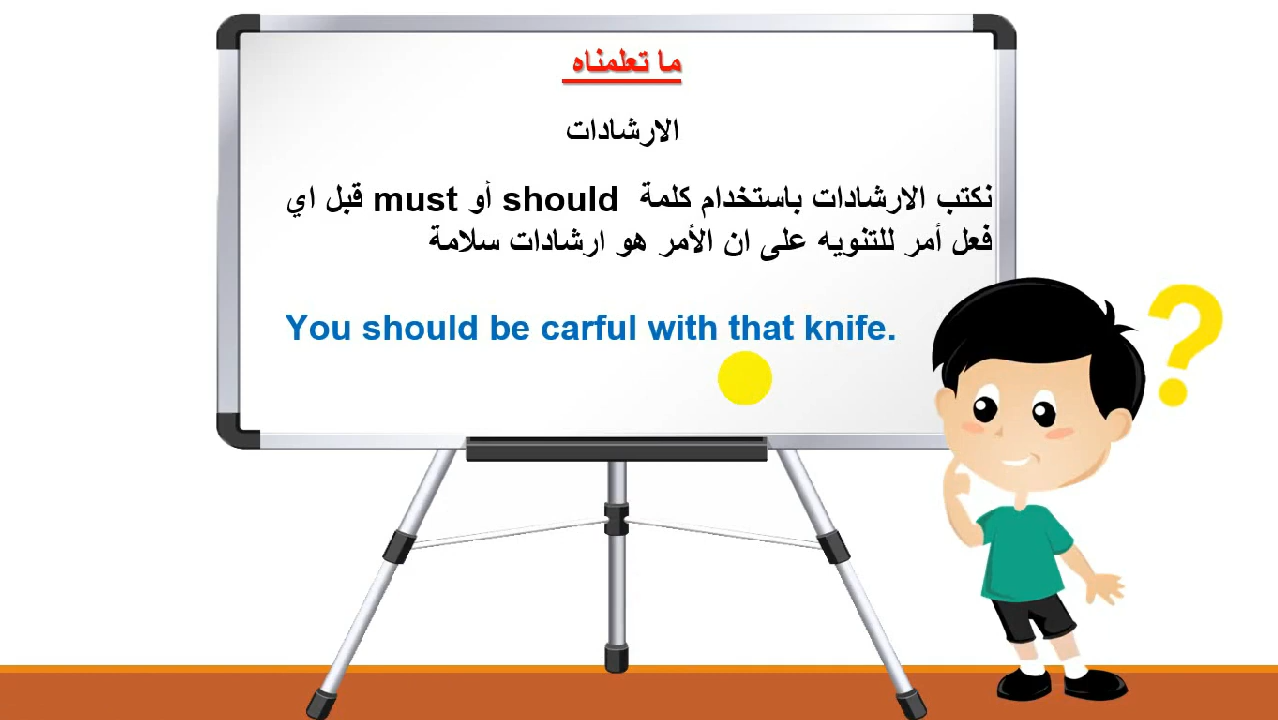 ما تعلمناه
الارشادات
نكتب الارشادات باستخدام كلمة should أو must قبل اي
فعل أمر للتنويه على ان الأمر هو ارشادات سلامة
You should be carful with that knife.
?